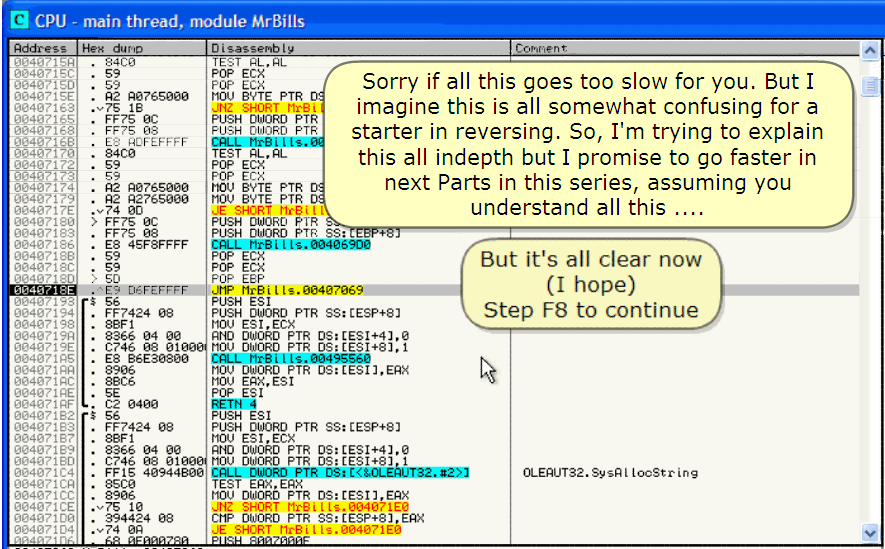 C CPU - main thread, module MrBills
Address Hex dump Disassembly Comment
0040715A . 84C0 TEST AL,AL
0040715C . 59 POP ECX
0040715D . 59 POP ECX
0040715E . A2 A0765000 MOV BYTE PTR DS
00407163 .v75 1B JNZ SHORT MrBil
00407165 . FF75 0C PUSH DWORD PTR
00407168 . FF75 08 PUSH DWORD PTR
0040716B . E8 ADFEFFFF CALL MrBills.00
00407170 . 84C0 TEST AL,AL
00407172 . 59 POP ECX
00407173 . 59 POP ECX
00407174 . A2 A0765000 MOV BYTE PTR DS
00407179 . A2 A2765000 MOV BYTE PTR DS
0040717E .v74 0D JE SHORT MrBill
00407180 > FF75 0C PUSH DWORD PTR
00407183 . FF75 08 PUSH DWORD PTR SS:[EBP+8]
00407186 . E8 45F8FFFF CALL MrBills.004069D0
0040718B . 59 POP ECX
0040718C . 59 POP ECX
0040718D > 5D POP EBP
0040718E .^E9 D6FEFFFF JMP MrBills.00407069
00407193 $ 56 PUSH ESI
00407194 . FF7424 08 PUSH DWORD PTR SS:[ESP+8]
00407198 . 8BF1 MOV ESI,ECX
0040719A . 8366 04 00 AND DWORD PTR DS:[ESI+4],0
0040719E . C746 08 01000 MOV DWORD PTR DS:[ESI+8],1
004071A5 . E8 B6E30800 CALL MrBills.00495560
004071AA . 8906 MOV DWORD PTR DS:[ESI],EAX
004071AC . 8BC6 MOV EAX,ESI
004071AE . 5E POP ESI
004071AF . C2 0400 RETN 4
004071B2 $ 56 PUSH ESI
004071B3 . FF7424 08 PUSH DWORD PTR SS:[ESP+8]
004071B7 . 8BF1 MOV ESI,ECX
004071B9 . 8366 04 00 AND DWORD PTR DS:[ESI+4],0
004071BD . C746 08 01000 MOV DWORD PTR DS:[ESI+8],1
004071C4 . FF15 40944B00 CALL DWORD PTR DS:[<&OLEAUT32.#2>] OLEAUT32.SysAllocString
004071CA . 85C0 TEST EAX,EAX
004071CC . 8906 MOV DWORD PTR DS:[ESI],EAX
004071CE .v75 10 JNZ SHORT MrBills.004071E0
004071D0 . 394424 08 CMP DWORD PTR SS:[ESP+8],EAX
004071D4 .v74 0A JE SHORT MrBills.004071E0
004071D6 . 68 0E000780 PUSH 8007000E
Sorry if all this goes too slow for you. But I
imagine this is all somewhat confusing for a
starter in reversing. So, I'm trying to explain
this all indepth but I promise to go faster in
next Parts in this series, assuming you
understand all this ....
But it's all clear now
(I hope)
Step F8 to continue